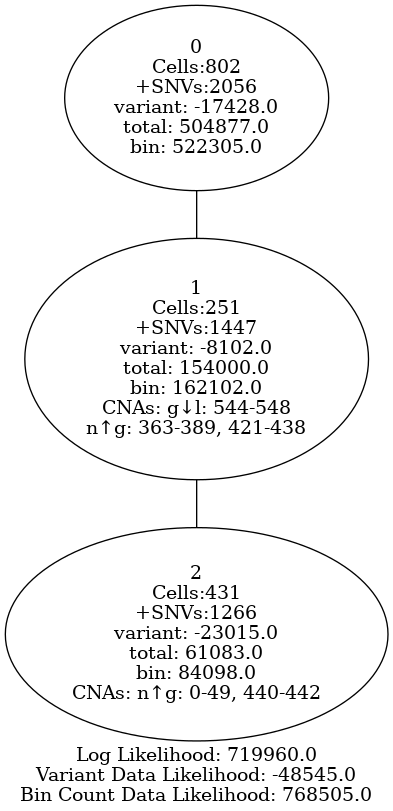 0
Cells:802
+SNVs:2056
variant: -17428.0
total: 504877.0
bin: 522305.0
1
Cells:251
+SNVs:1447
variant: -8102.0
total: 154000.0
bin: 162102.0
CNAs: g↓l: 544-548
n↑g: 363-389, 421-438
2
Cells:431
+SNVs:1266
variant: -23015.0
total: 61083.0
bin: 84098.0
CNAs: n↑g: 0-49, 440-442
Log Likelihood: 719960.0
Variant Data Likelihood: -48545.0
Bin Count Data Likelihood: 768505.0